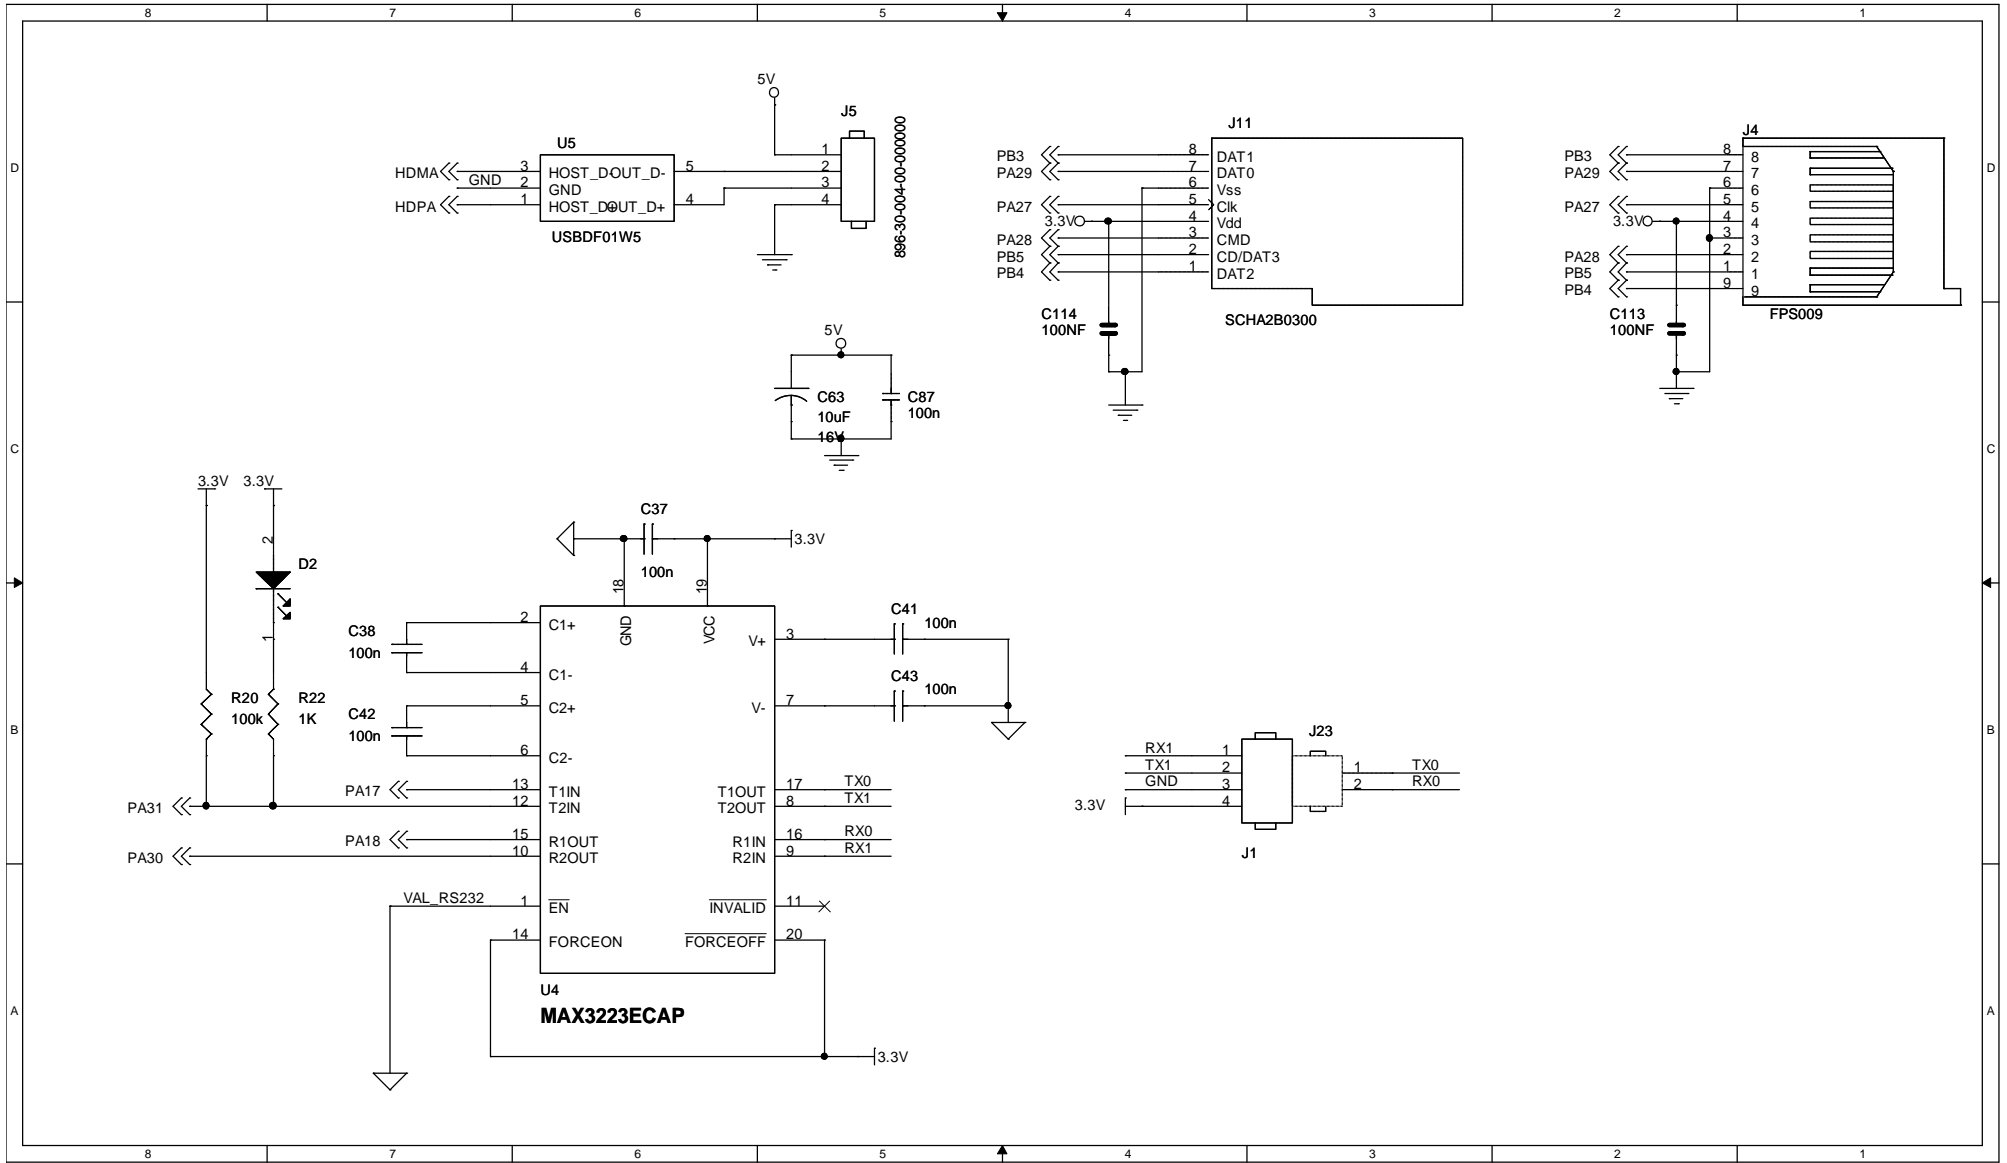 8 7 6 5 4 3 2 1
D D
C C
B B
A A
8 7 6 5 4 3 2 1
5V
J5
896-30-004-00-000000
1
2
3
4
U5
HDMA 3 HOST_D- OUT_D- 5
GND 2 GND
HDPA 1 HOST_D+ OUT_D+ 4
USBDF01W5
J11
PB3 8 DAT1
PA29 7 DAT0
6 Vss
PA27 5 Clk
3.3V 4 Vdd
PA28 3 CMD
PB5 2 CD/DAT3
PB4 1 DAT2
C114
100NF
SCHA2B0300
J4
PB3 8 8
PA29 7 7
6 6
PA27 5 5
3.3V 4 4
3 3
PA28 2 2
PB5 1 1
PB4 9 9
C113
100NF
FPS009
5V
C63
10uF
16V
C87
100n
3.3V 3.3V
2
D2
1
R20
100k
R22
1K
C37
100n
3.3V
18 19
GND VCC
C38
100n
C42
100n
2 C1+
4 C1-
5 C2+
6 C2-
V+ 3
V- 7
C41
100n
C43
100n
PA17 13 T1IN T1OUT 17 TX0
PA31 12 T2IN T2OUT 8 TX1
PA18 15 R1OUT R1IN 16 RX0
PA30 10 R2OUT R2IN 9 RX1
VAL_RS232 1 EN INVALID 11
14 FORCEON FORCEOFF 20
U4
MAX3223ECAP
3.3V
J23
RX1 1
TX1 2
GND 3
3.3V 4
1 TX0
2 RX0
J1